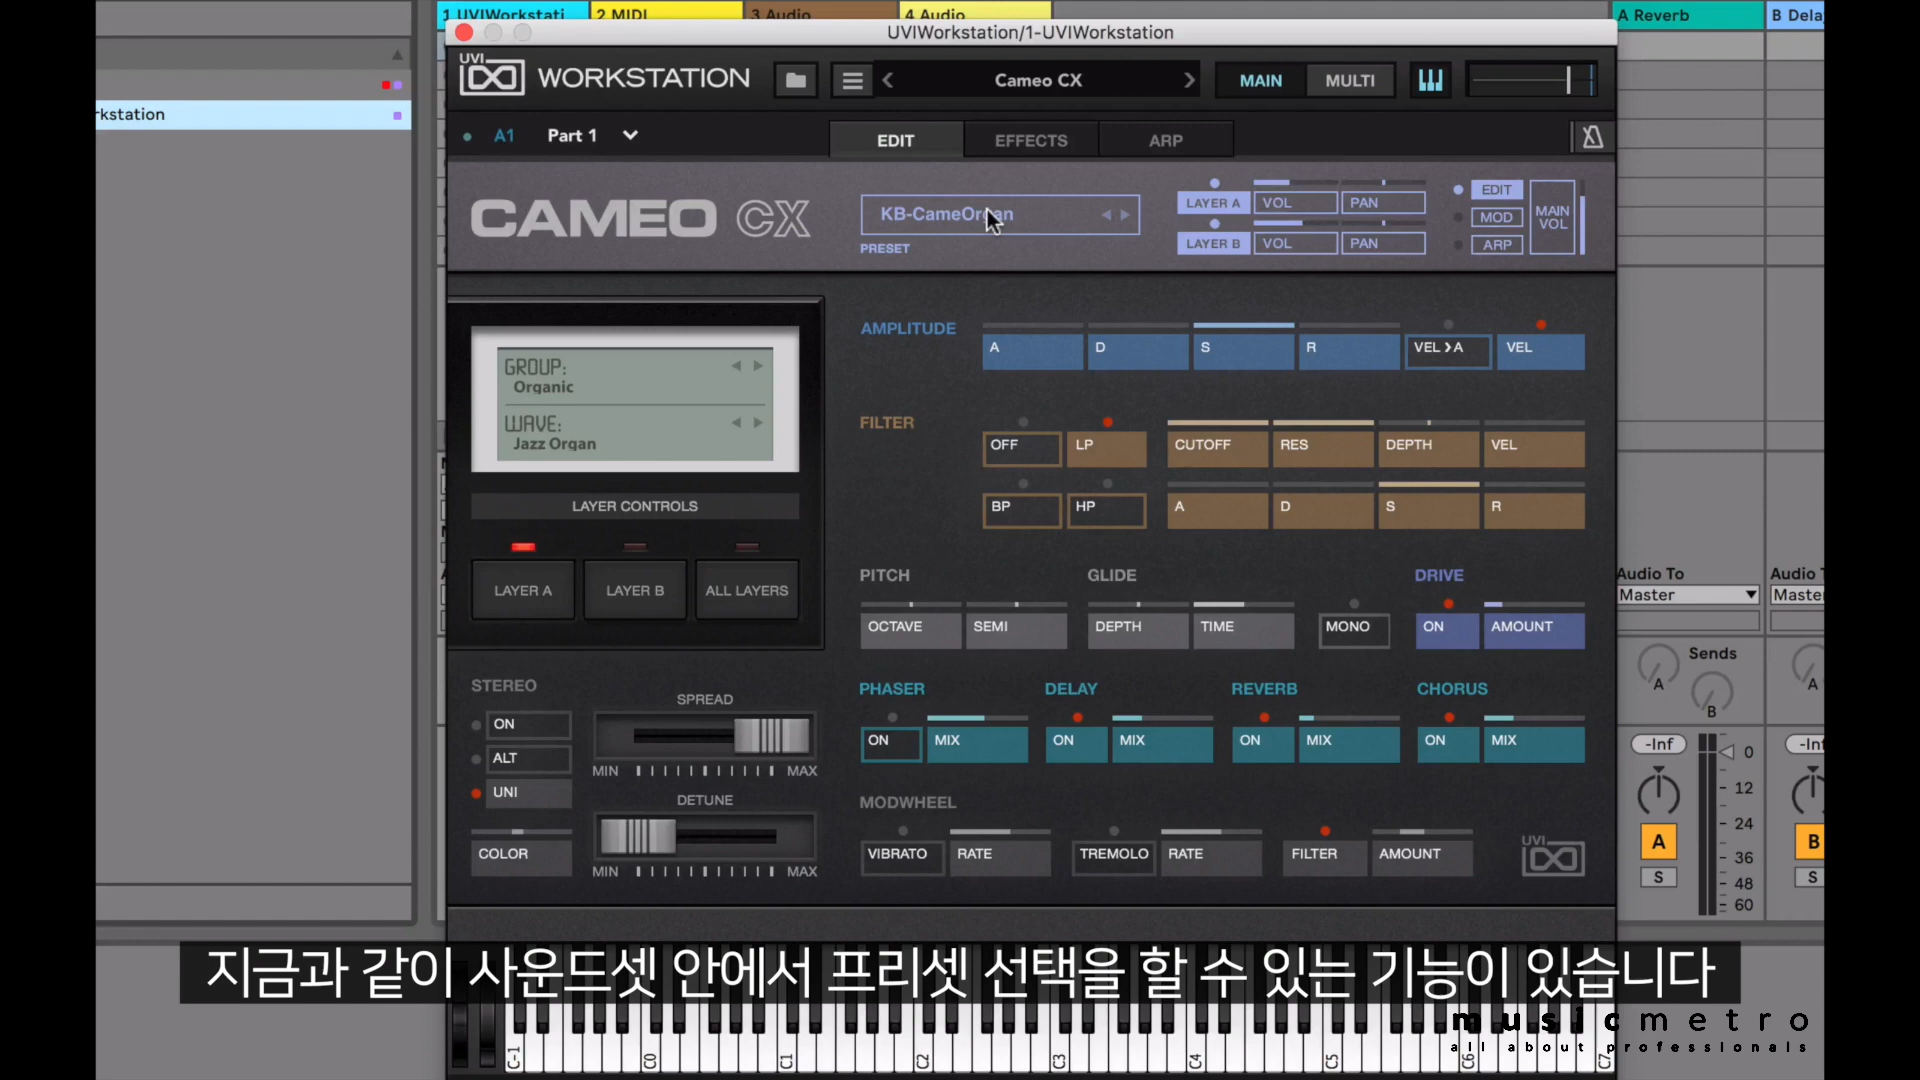 1 UVIWorkstati
2 MIDI
3 Audio
4 Audio
A Reverb
B Dela
UVIWorkstation/1-UVIWorkstation
rkstation
UVI WORKSTATION
Cameo CX
MAIN
MULTI
A1
Part 1
EDIT
EFFECTS
ARP
CAMEO CX
KB-CameOrgan
PRESET
LAYER A
VOL
PAN
LAYER B
VOL
PAN
EDIT
MOD
ARP
MAIN
VOL
GROUP:
Organic
WAVE:
Jazz Organ
LAYER CONTROLS
LAYER A
LAYER B
ALL LAYERS
AMPLITUDE
A
D
S
R
VEL > A
VEL
FILTER
OFF
LP
CUTOFF
RES
DEPTH
VEL
BP
HP
A
D
S
R
PITCH
GLIDE
DRIVE
OCTAVE
SEMI
DEPTH
TIME
MONO
ON
AMOUNT
STEREO
ON
ALT
UNI
COLOR
SPREAD
MIN
MAX
DETUNE
MIN
MAX
PHASER
DELAY
REVERB
CHORUS
ON
MIX
ON
MIX
ON
MIX
ON
MIX
MODWHEEL
VIBRATO
RATE
TREMOLO
RATE
FILTER
AMOUNT
UVI
Audio To
Master
Audio
Master
Sends
A
B
A
-Inf
-Inf
0
12
24
36
48
60
A
S
B
S
지금과 같이 사운드셋 안에서 프리셋 선택을 할 수 있는 기능이 있습니다
C-1
C0
C1
C2
C3
C4
C5
C6
C7
musicmetro
all about professionals